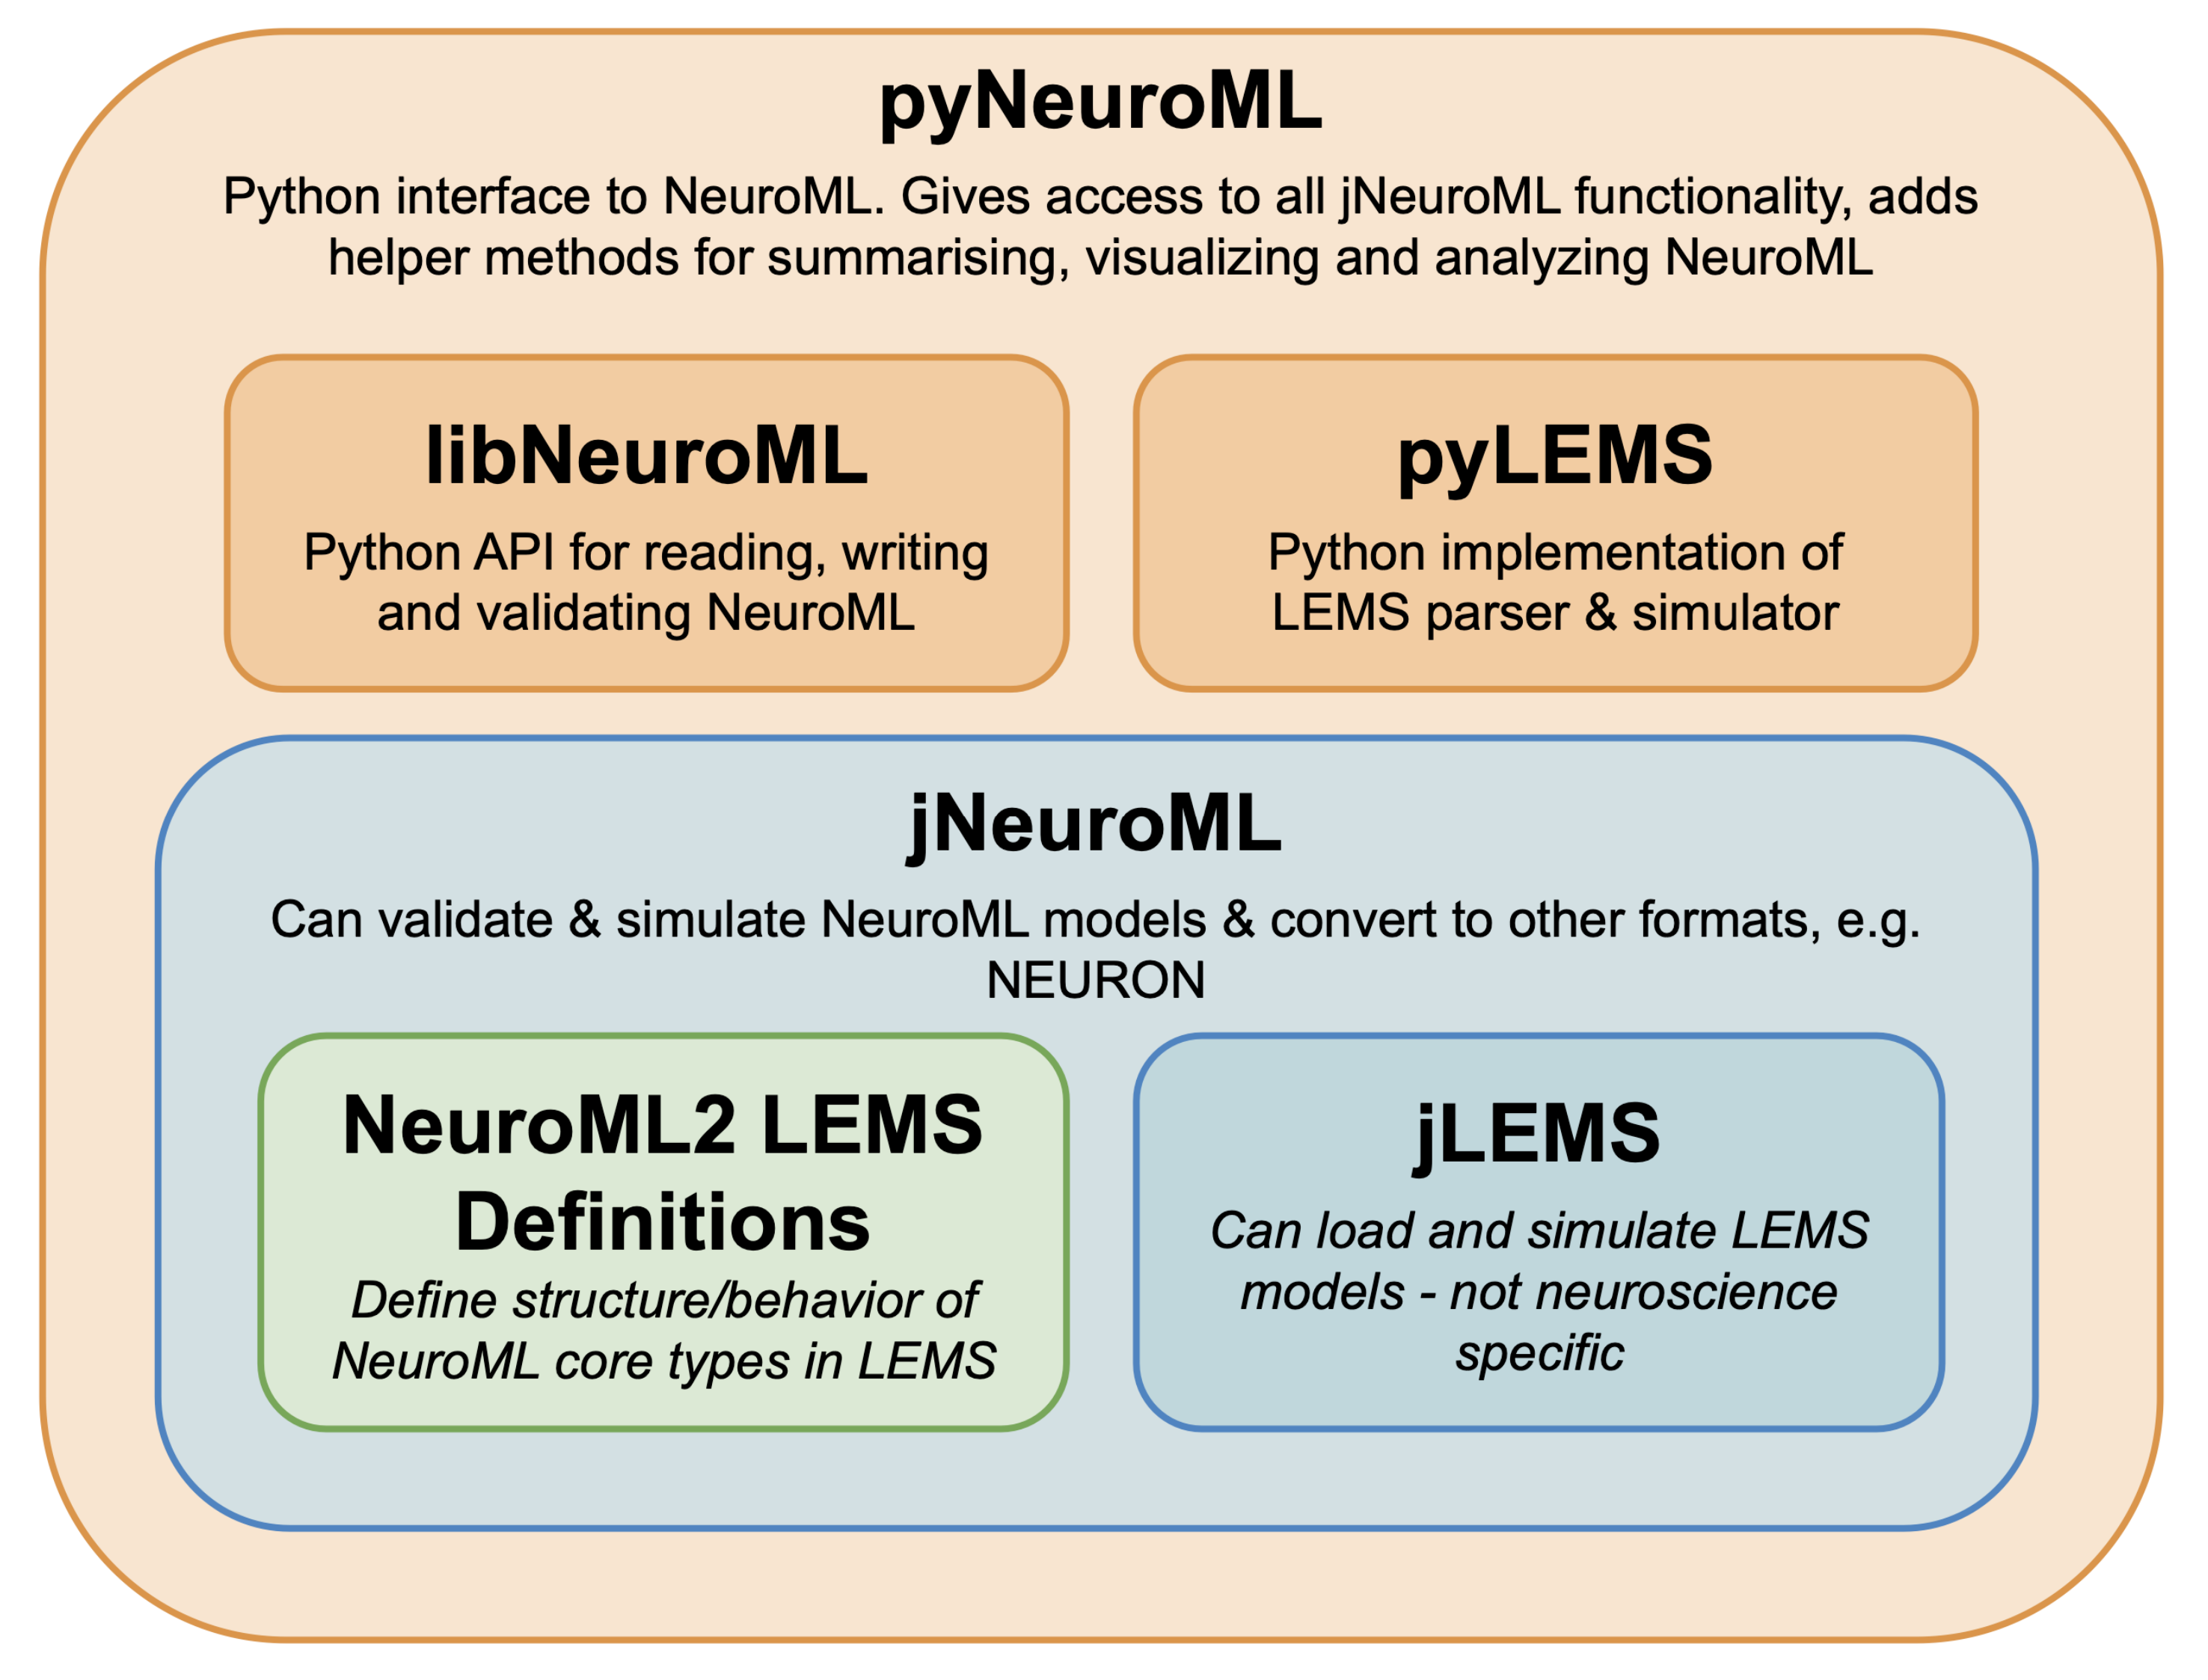 pyNeuroML
Python interface to NeuroML. Gives access to all jNeuroML functionality, adds
helper methods for summarising, visualizing and analyzing NeuroML
libNeuroML
Python API for reading, writing
and validating NeuroML
pyLEMS
Python implementation of
LEMS parser & simulator
jNeuroML
Can validate & simulate NeuroML models & convert to other formats, e.g.
NEURON
NeuroML2 LEMS
Definitions
Define structure/behavior of
NeuroML core types in LEMS
jLEMS
Can load and simulate LEMS
models - not neuroscience
specific